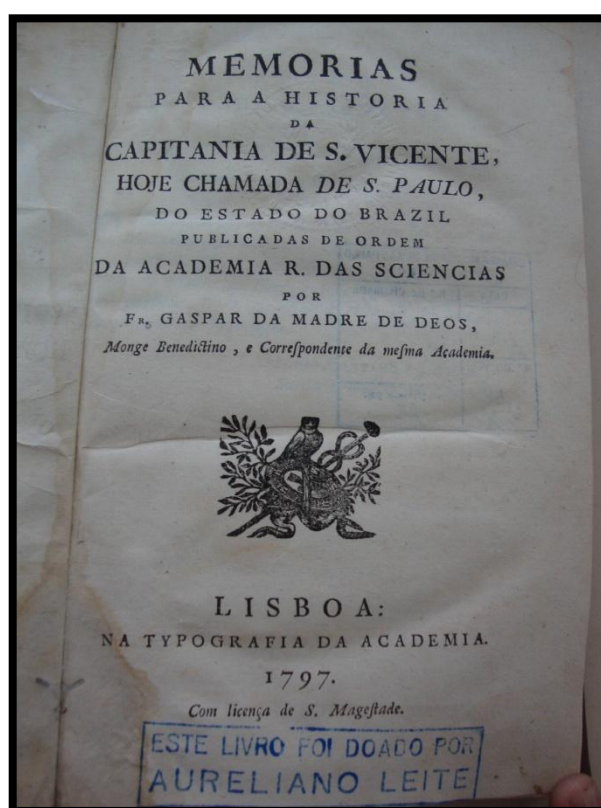 MEMORIAS
PARA A HISTORIA
DA
CAPITANIA DE S. VICENTE,
HOJE CHAMADA DE S. PAULO,
DO ESTADO DO BRAZIL
PUBLICADAS DE ORDEM
DA ACADEMIA R. DAS SCIENCIAS
POR
FR. GASPAR DA MADRE DE DEOS,
Monge Benedictino, e Correſpondente da meſma Academia.
LISBOA:
NA TYPOGRAFIA DA ACADEMIA.
1797.
Com licença de S. Mageſtade.
ESTE LIVRO FOI DOADO POR
AURELIANO LEITE